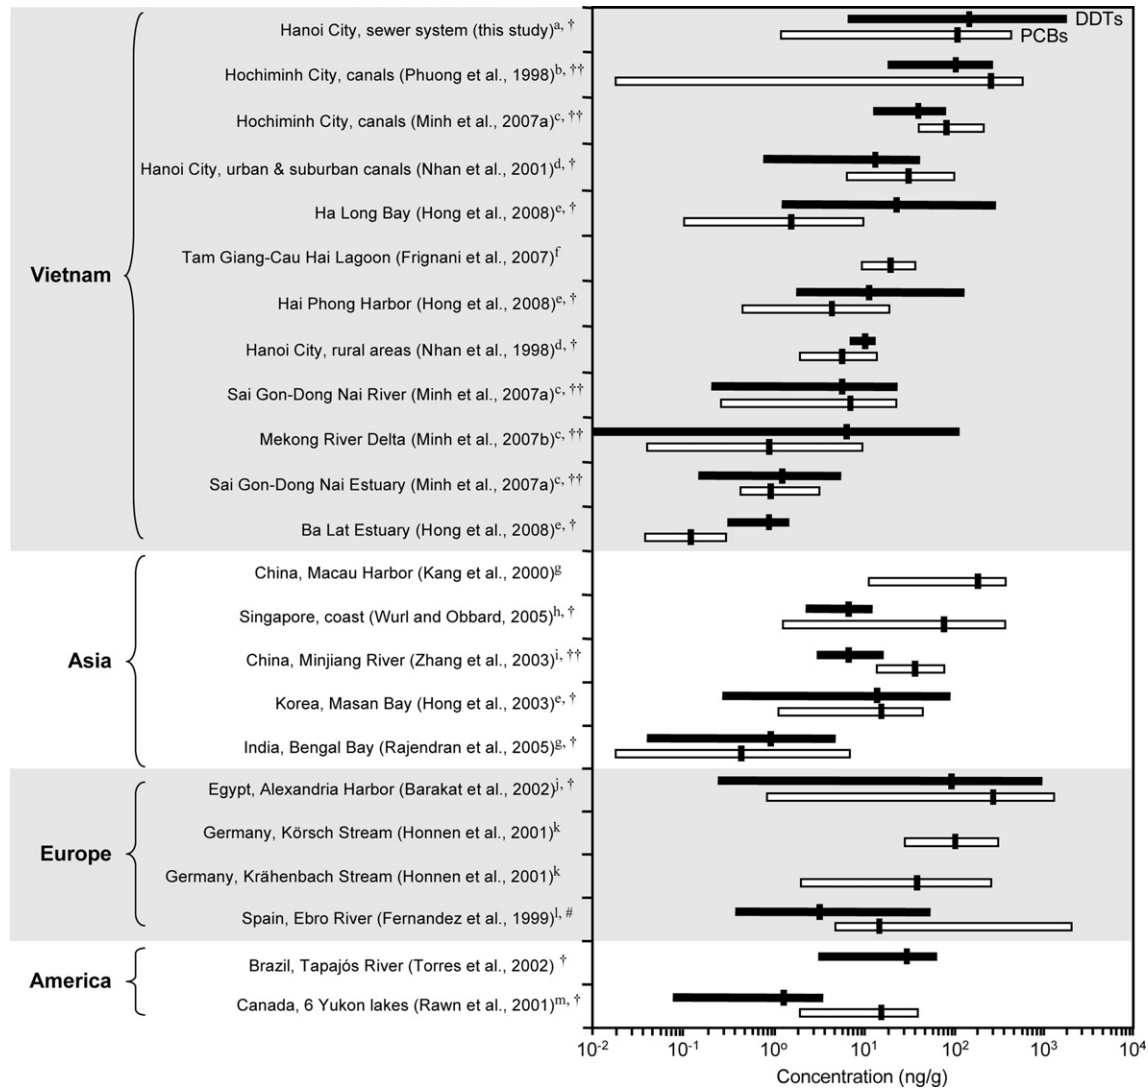 Hanoi City, sewer system (this study)a, †
DDTs
PCBs
Hochiminh City, canals (Phuong et al., 1998)b, ††
Hochiminh City, canals (Minh et al., 2007a)c, ††
Hanoi City, urban & suburban canals (Nhan et al., 2001)d, †
Ha Long Bay (Hong et al., 2008)e, †
Tam Giang-Cau Hai Lagoon (Frignani et al., 2007)f
Vietnam
Hai Phong Harbor (Hong et al., 2008)e, †
Hanoi City, rural areas (Nhan et al., 1998)d, †
Sai Gon-Dong Nai River (Minh et al., 2007a)c, ††
Mekong River Delta (Minh et al., 2007b)c, ††
Sai Gon-Dong Nai Estuary (Minh et al., 2007a)c, ††
Ba Lat Estuary (Hong et al., 2008)e, †
China, Macau Harbor (Kang et al., 2000)g
Singapore, coast (Wurl and Obbard, 2005)h, †
Asia
China, Minjiang River (Zhang et al., 2003)i, ††
Korea, Masan Bay (Hong et al., 2003)e, †
India, Bengal Bay (Rajendran et al., 2005)g, †
Egypt, Alexandria Harbor (Barakat et al., 2002)j, †
Germany, Körsch Stream (Honnen et al., 2001)k
Europe
Germany, Krähenbach Stream (Honnen et al., 2001)k
Spain, Ebro River (Fernandez et al., 1999)l, #
Brazil, Tapajós River (Torres et al., 2002) †
America
Canada, 6 Yukon lakes (Rawn et al., 2001)m, †
10-2 10-1 10o 101 102 103 104
Concentration (ng/g)